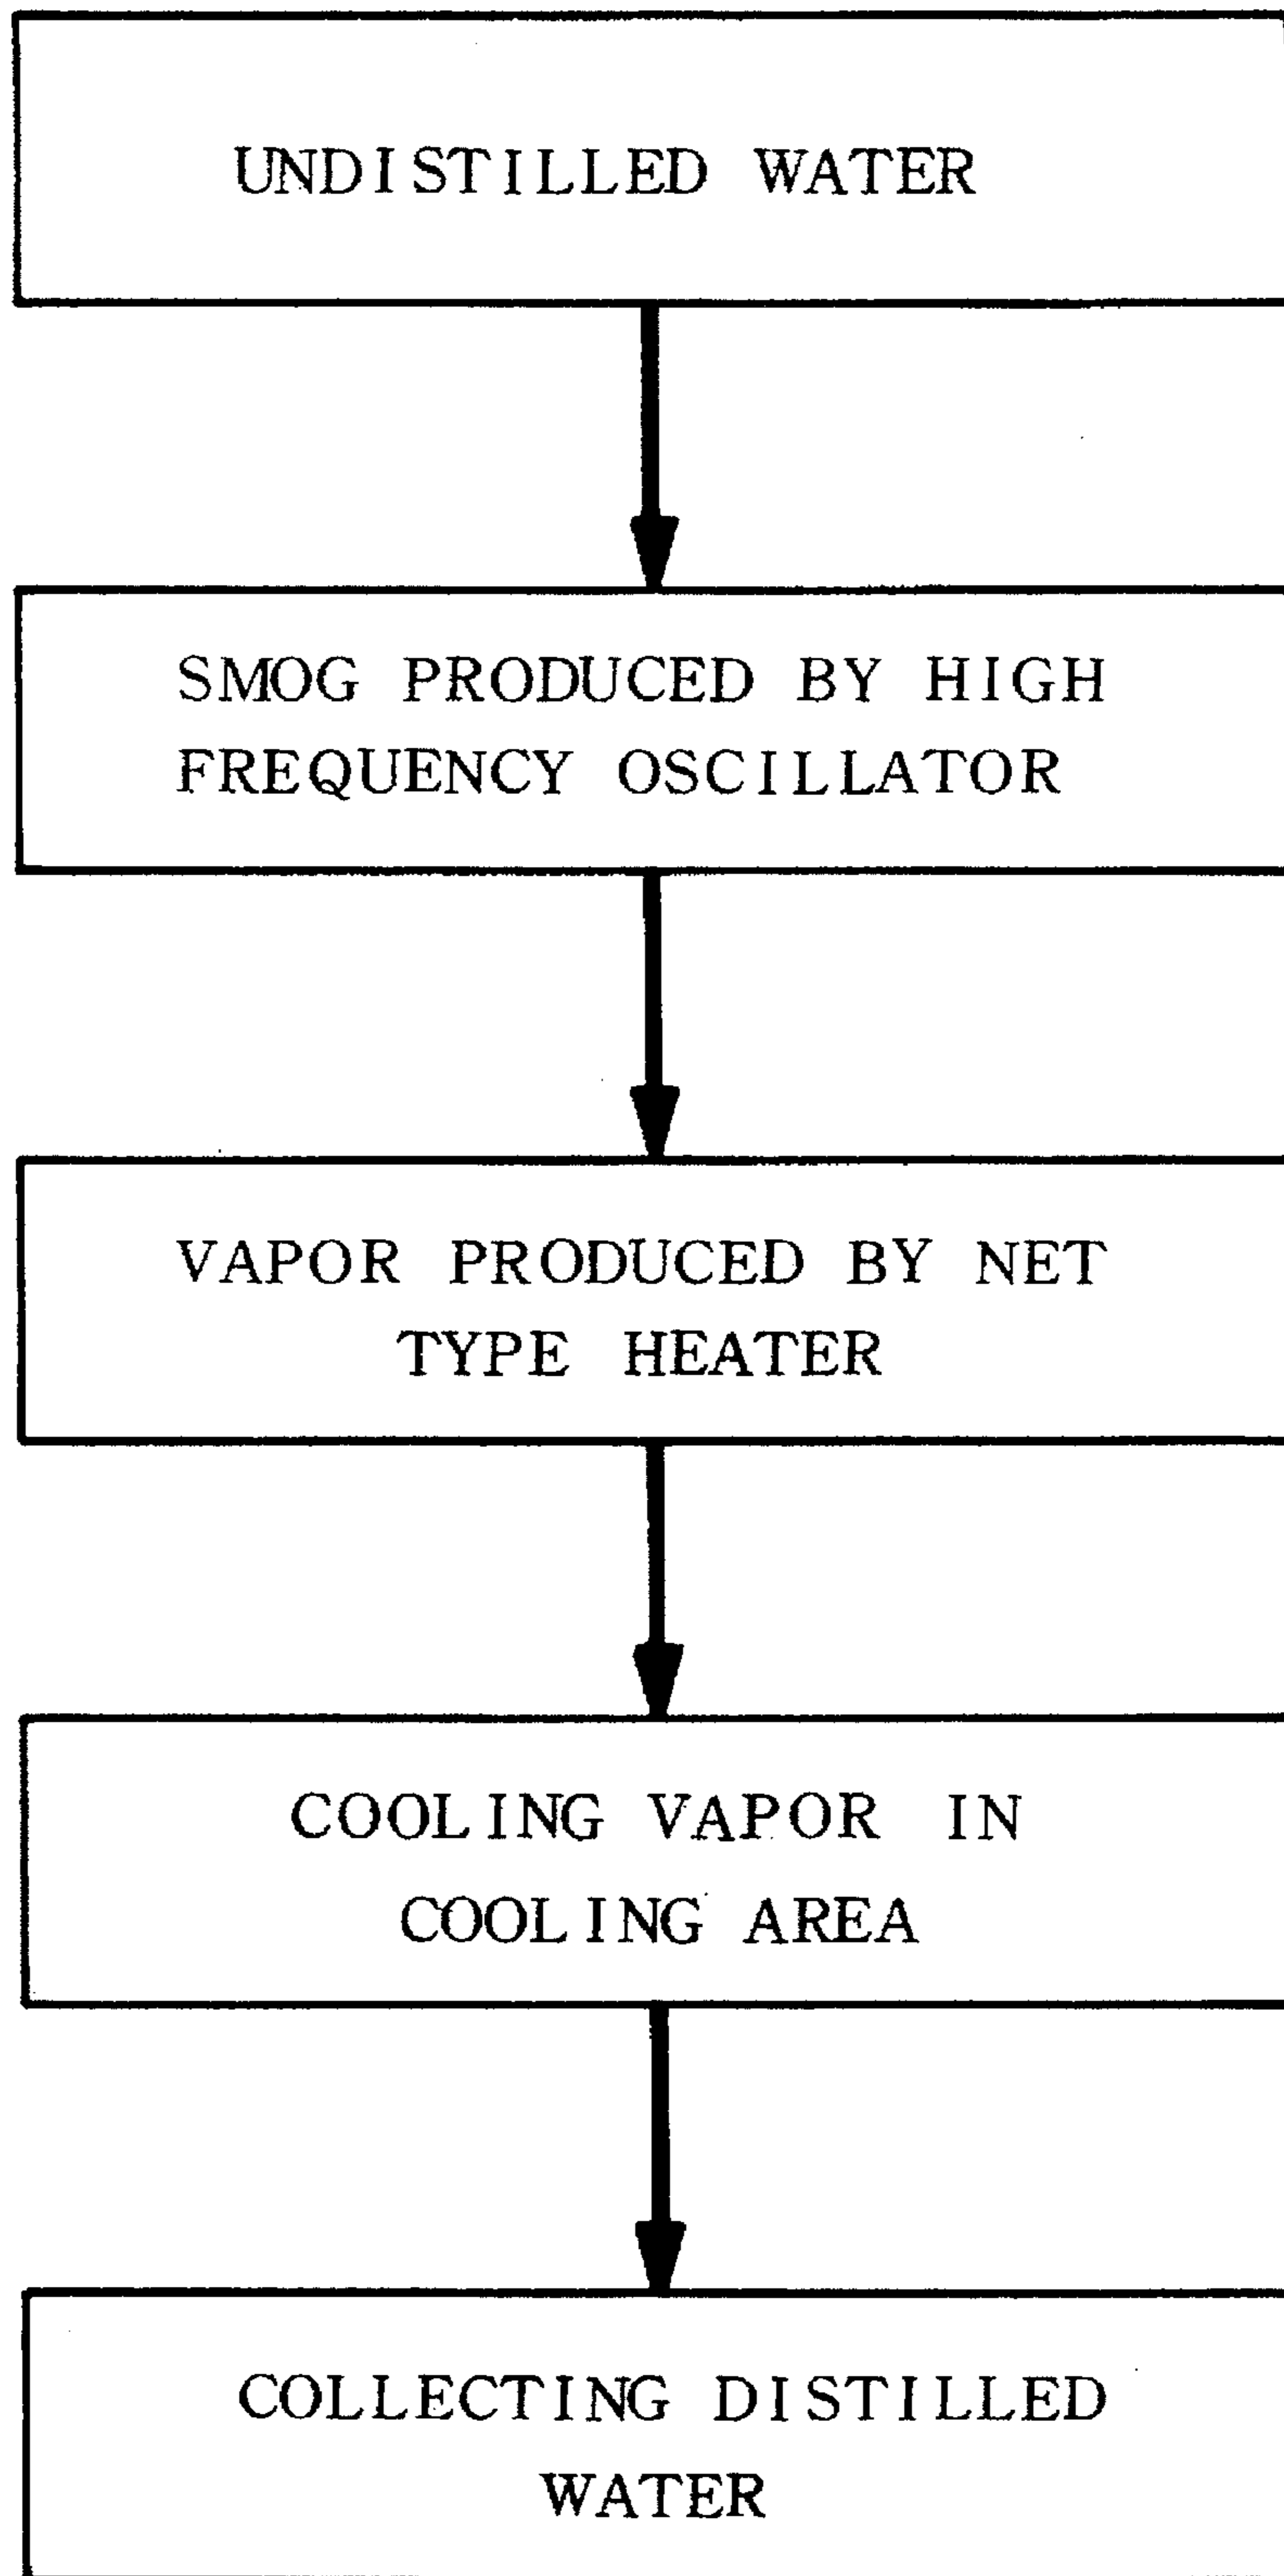 UNDISTILLED WATER
SMOG PRODUCED BY HIGH
FREQUENCY OSCILLATOR
VAPOR PRODUCED BY NET
TYPE HEATER
COOLING VAPOR IN
COOLING AREA
COLLECTING DISTILLED
WATER